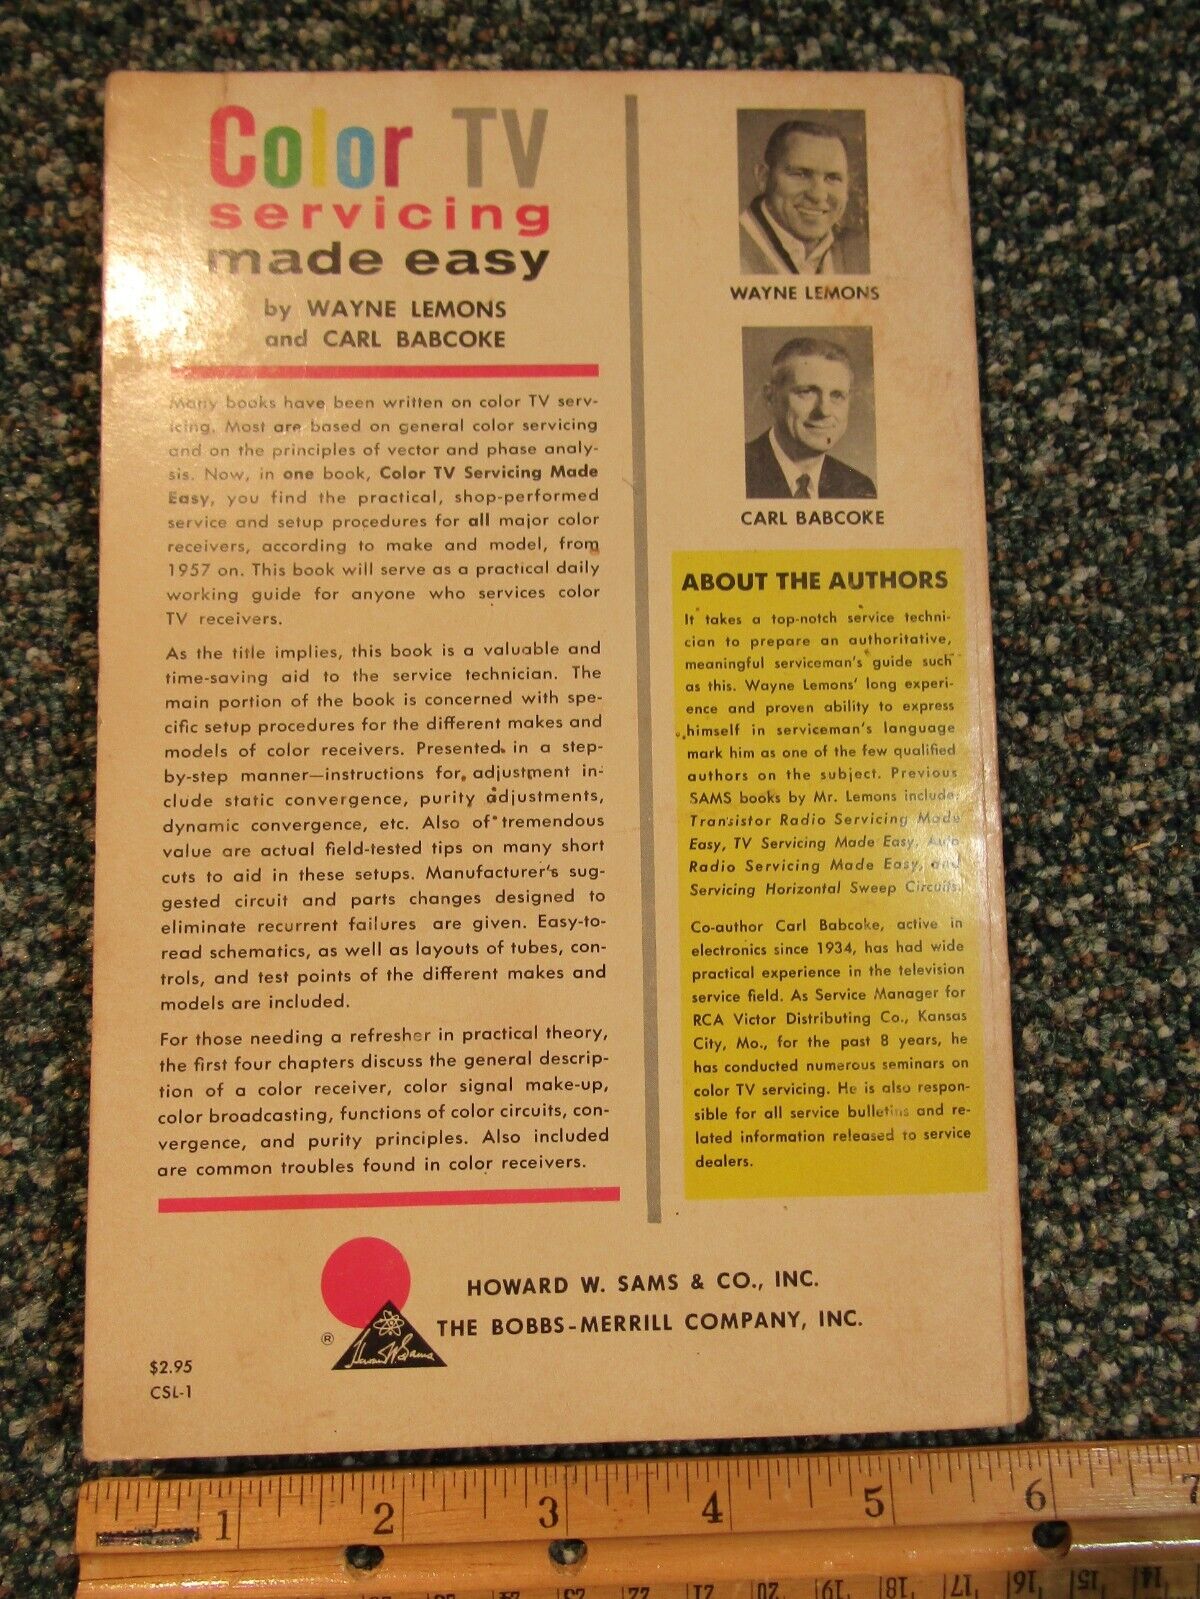 Color TV
servicing
made easy
by WAYNE LEMONS
and CARL BABCOKE
Many books have been written on color TV serv-
icing. Most are based on general color servicing
and on the principles of vector and phase analy-
sis. Now, in one book, Color TV Servicing Made
Easy, you find the practical, shop-performed
service and setup procedures for all major color
receivers, according to make and model, from
1957 on. This book will serve as a practical daily
working guide for anyone who services color
TV receivers.
As the title implies, this book is a valuable and
time-saving aid to the service technician. The
main portion of the book is concerned with spe-
cific setup procedures for the different makes and
models of color receivers. Presented in a step-
by-step manner—instructions for adjustment in-
clude static convergence, purity adjustments,
dynamic convergence, etc. Also of tremendous
value are actual field-tested tips on many short
cuts to aid in these setups. Manufacturer's sug-
gested circuit and parts changes designed to
eliminate recurrent failures are given. Easy-to-
read schematics, as well as layouts of tubes, con-
trols, and test points of the different makes and
models are included.
For those needing a refresher in practical theory,
the first four chapters discuss the general descrip-
tion of a color receiver, color signal make-up,
color broadcasting, functions of color circuits, con-
vergence, and purity principles. Also included
are common troubles found in color receivers.
WAYNE LEMONS
CARL BABCOKE
ABOUT THE AUTHORS
It takes a top-notch service techni-
cian to prepare an authoritative,
meaningful serviceman's guide such
as this. Wayne Lemons' long experi-
ence and proven ability to express
himself in serviceman's language
mark him as one of the few qualified
authors on the subject. Previous
SAMS books by Mr. Lemons include:
Transistor Radio Servicing Made
Easy, TV Servicing Made Easy, Auto
Radio Servicing Made Easy, and
Servicing Horizontal Sweep Circuits.
Co-author Carl Babcoke, active in
electronics since 1934, has had wide
practical experience in the television
service field. As Service Manager for
RCA Victor Distributing Co., Kansas
City, Mo., for the past 8 years, he
has conducted numerous seminars on
color TV servicing. He is also respon-
sible for all service bulletins and re-
lated information released to service
dealers.
HOWARD W. SAMS & CO., INC.
THE BOBBS-MERRILL COMPANY, INC.
®
Howard W. Sams
$2.95
CSL-1
1 2 3 4 5 6 7
25 24 23 22 21 20 19 18 17 16 15 14